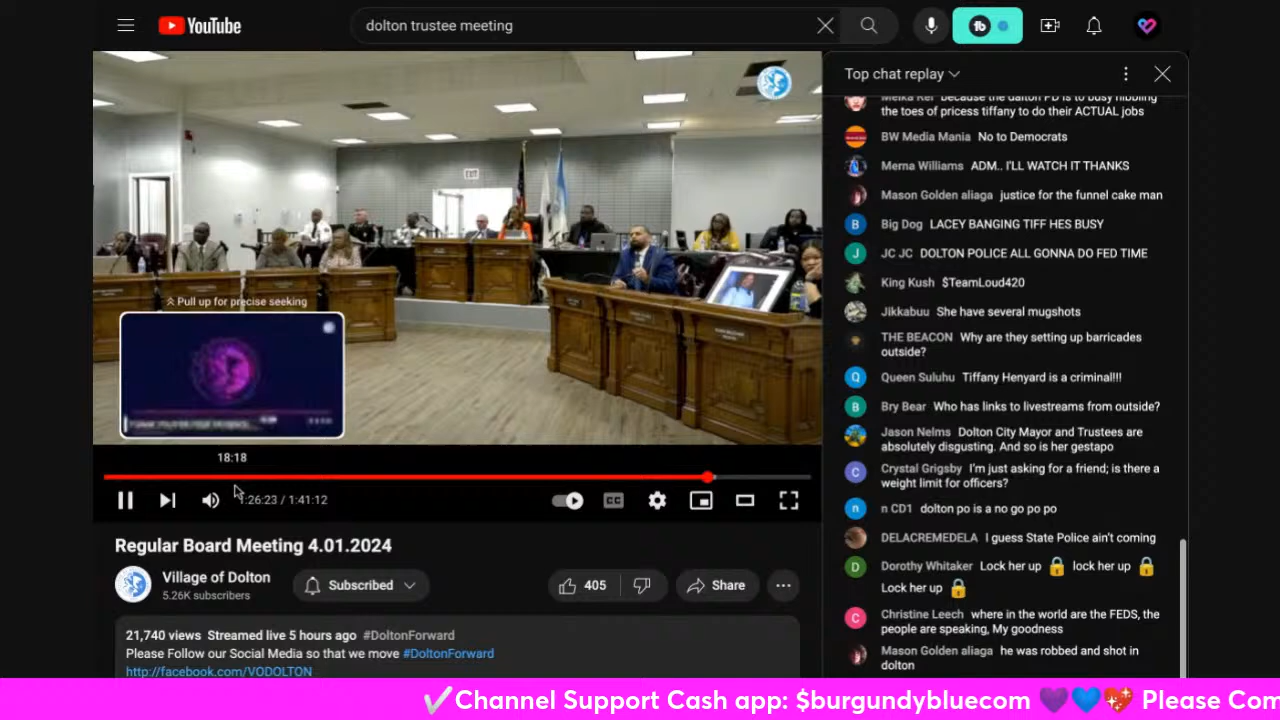 YouTube
dolton trustee meeting
Top chat replay
Pull up for precise seeking
18:18
1:26:23 / 1:41:12
CC
Regular Board Meeting 4.01.2024
Village of Dolton
5.26K subscribers
Subscribed
405
Share
21,740 views Streamed live 5 hours ago #DoltonForward
Please Follow our Social Media so that we move #DoltonForward
http://facebook.com/VODOLTON
because the dalton PD is to busy nibbling
the toes of pricess tiffany to do their ACTUAL jobs
BW Media Mania No to Democrats
Merna Williams ADM.. I'LL WATCH IT THANKS
Mason Golden aliaga justice for the funnel cake man
B Big Dog LACEY BANGING TIFF HES BUSY
J JC JC DOLTON POLICE ALL GONNA DO FED TIME
King Kush $TeamLoud420
Jikkabuu She have several mugshots
THE BEACON Why are they setting up barricades
outside?
Q Queen Suluhu Tiffany Henyard is a criminal!!!
B Bry Bear Who has links to livestreams from outside?
Jason Nelms Dolton City Mayor and Trustees are
absolutely disgusting. And so is her gestapo
C Crystal Grigsby I'm just asking for a friend; is there a
weight limit for officers?
n n CD1 dolton po is a no go po po
DELACREMEDELA I guess State Police ain't coming
D Dorothy Whitaker Lock her up 🔒 lock her up 🔒
Lock her up 🔒
C Christine Leech where in the world are the FEDS, the
people are speaking, My goodness
Mason Golden aliaga he was robbed and shot in
dolton
✔Channel Support Cash app: $burgundybluecom 💜💙💖 Please Com